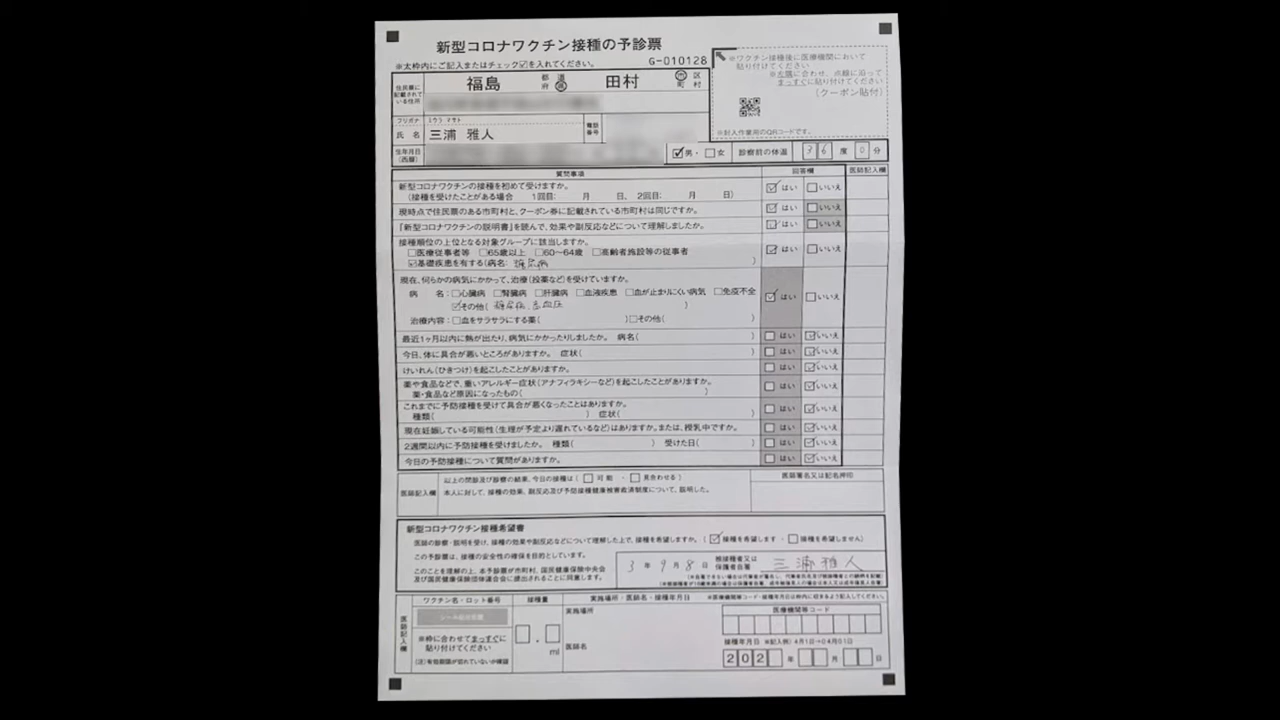 新型コロナワクチン接種の予診票
※太枠内にご記入またはチェック☑を入れてください。
G-010128
住民票に記載されている住所
福島 都道府県 田村 市区町村
フリガナ ミウラ マサト
氏名 三浦 雅人 電話番号
生年月日(西暦) ☑男・□女 診察前の体温 36度0分
※ワクチン接種後に医療機関において
貼り付けてください
※左隅に合わせ、点線に沿って
まっすぐに貼り付けてください
(クーポン貼付)
※封入作業用のQRコードです。
質問事項 回答欄 医師記入欄
新型コロナワクチンの接種を初めて受けますか。
(接種を受けたことがある場合 1回目: 月 日、2回目: 月 日) ☑はい □いいえ
現時点で住民票のある市町村と、クーポン券に記載されている市町村は同じですか。 ☑はい □いいえ
「新型コロナワクチンの説明書」を読んで、効果や副反応などについて理解しましたか。 ☑はい □いいえ
接種順位の上位となる対象グループに該当しますか。
□医療従事者等 □65歳以上 □60〜64歳 □高齢者施設等の従事者 ☑はい □いいえ
☑基礎疾患を有する(病名: 糖尿病 )
現在、何らかの病気にかかって、治療(投薬など)を受けていますか。
病 名:□心臓病 □腎臓病 □肝臓病 □血液疾患 □血が止まりにくい病気 □免疫不全 ☑はい □いいえ
☑その他( 糖尿病、高血圧 )
治療内容:□血をサラサラにする薬( )□その他( )
最近1ヶ月以内に熱が出たり、病気にかかったりしましたか。 病名( ) □はい ☑いいえ
今日、体に具合が悪いところがありますか。 症状( ) □はい ☑いいえ
けいれん(ひきつけ)を起こしたことがありますか。 □はい ☑いいえ
薬や食品などで、重いアレルギー症状(アナフィラキシーなど)を起こしたことがありますか。
薬・食品など原因になったもの( ) □はい ☑いいえ
これまでに予防接種を受けて具合が悪くなったことはありますか。
種類( ) 症状( ) □はい ☑いいえ
現在妊娠している可能性(生理が予定より遅れているなど)はありますか。または、授乳中ですか。 □はい ☑いいえ
2週間以内に予防接種を受けましたか。 種類( ) 受けた日( ) □はい ☑いいえ
今日の予防接種について質問がありますか。 □はい ☑いいえ
医師記入欄
以上の問診及び診察の結果、今日の接種は(□可能 ・ □見合わせる)
本人に対して、接種の効果、副反応及び予防接種健康被害救済制度について、説明した。
医師署名又は記名押印
新型コロナワクチン接種希望書
医師の診察・説明を受け、接種の効果や副反応などについて理解した上で、接種を希望しますか。(☑接種を希望します・□接種を希望しません)
この予診票は、接種の安全性の確保を目的としています。
このことを理解の上、本予診票が市町村、国民健康保険中央会
及び国民健康保険団体連合会に提出されることに同意します。
3年9月8日 被接種者又は保護者自署 三浦雅人
医師記入欄
ワクチン名・ロット番号 接種量 実施場所・医師名・接種年月日
シール貼付位置
※枠に合わせてまっすぐに
貼り付けてください
(注)有効期限が切れていないか確認
ml
実施場所
医師名
医療機関等コード
接種年月日 ※記入例)4月1日→04月01日
202 年 月 日